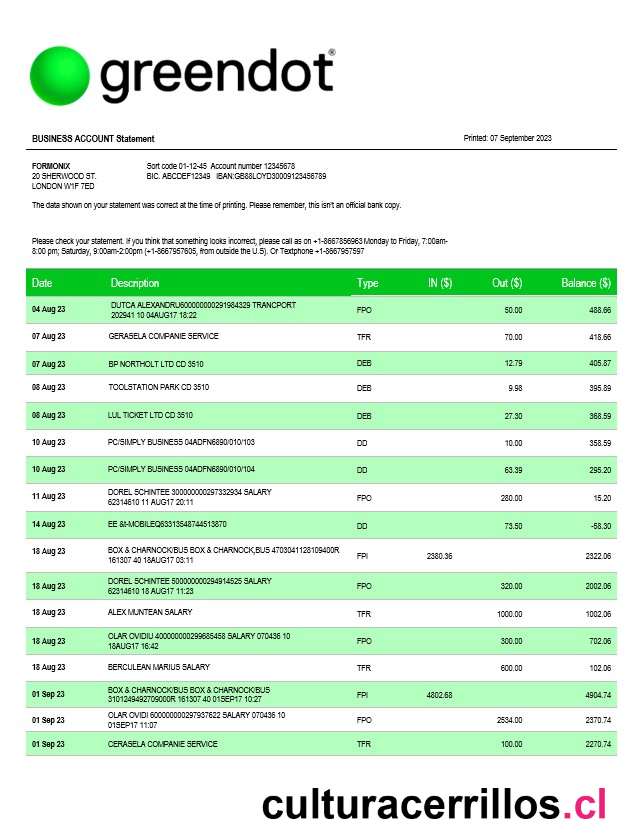 greendot®
BUSINESS ACCOUNT Statement Printed: 07 September 2023
FORMONIX Sort code 01-12-45 Account number 12345678
20 SHERWOOD ST. BIC. ABCDEF12349 IBAN:GB88LOYD30009123456789
LONDON W1F 7ED
The data shown on your statement was correct at the time of printing. Please remember, this isn't an official bank copy.
Please check your statement. If you think that something looks incorrect, please call as on +1-8667856963 Monday to Friday, 7:00am-
8:00 pm; Saturday, 9:00am-2:00pm (+1-8667957605, from outside the U.S). Or Textphone +1-8667957597
Date Description Type IN ($) Out ($) Balance ($)
04 Aug 23 DUTCA ALEXANDRU600000000291984329 TRANCPORT
202941 10 04AUG17 18:22 FPO 50.00 488.66
07 Aug 23 GERASELA COMPANIE SERVICE TFR 70.00 418.66
07 Aug 23 BP NORTHOLT LTD CD 3510 DEB 12.79 405.87
08 Aug 23 TOOLSTATION PARK CD 3510 DEB 9.98 395.89
08 Aug 23 LUL TICKET LTD CD 3510 DEB 27.30 368.59
10 Aug 23 PC/SIMPLY BUSINESS 04ADFN6890/010/103 DD 10.00 358.59
10 Aug 23 PC/SIMPLY BUSINESS 04ADFN6890/010/104 DD 63.39 295.20
11 Aug 23 DOREL SCHINTEE 300000000297332934 SALARY
62314610 11 AUG17 20:11 FPO 280.00 15.20
14 Aug 23 EE &t-MOBILEQ63313548744513870 DD 73.50 -58.30
18 Aug 23 BOX & CHARNOCK/BUS BOX & CHARNOCK,BUS 4703041128109400R
161307 40 18AUG17 03:11 FPI 2380.36 2322.06
18 Aug 23 DOREL SCHINTEE 500000000294914525 SALARY
62314610 18 AUG17 11:23 FPO 320.00 2002.06
18 Aug 23 ALEX MUNTEAN SALARY TFR 1000.00 1002.06
18 Aug 23 OLAR OVIDIU 400000000299685458 SALARY 070436 10
18AUG17 16:42 FPO 300.00 702.06
18 Aug 23 BERCULEAN MARIUS SALARY TFR 600.00 102.06
01 Sep 23 BOX & CHARNOCK/BUS BOX & CHARNOCK/BUS
3101249492709000R 161307 40 01SEP17 10:27 FPI 4802.68 4904.74
01 Sep 23 OLAR OVIDI 600000000297937622 SALARY 070436 10
01SEP17 11:07 FPO 2534.00 2370.74
01 Sep 23 CERASELA COMPANIE SERVICE TFR 100.00 2270.74
culturacerrillos.cl